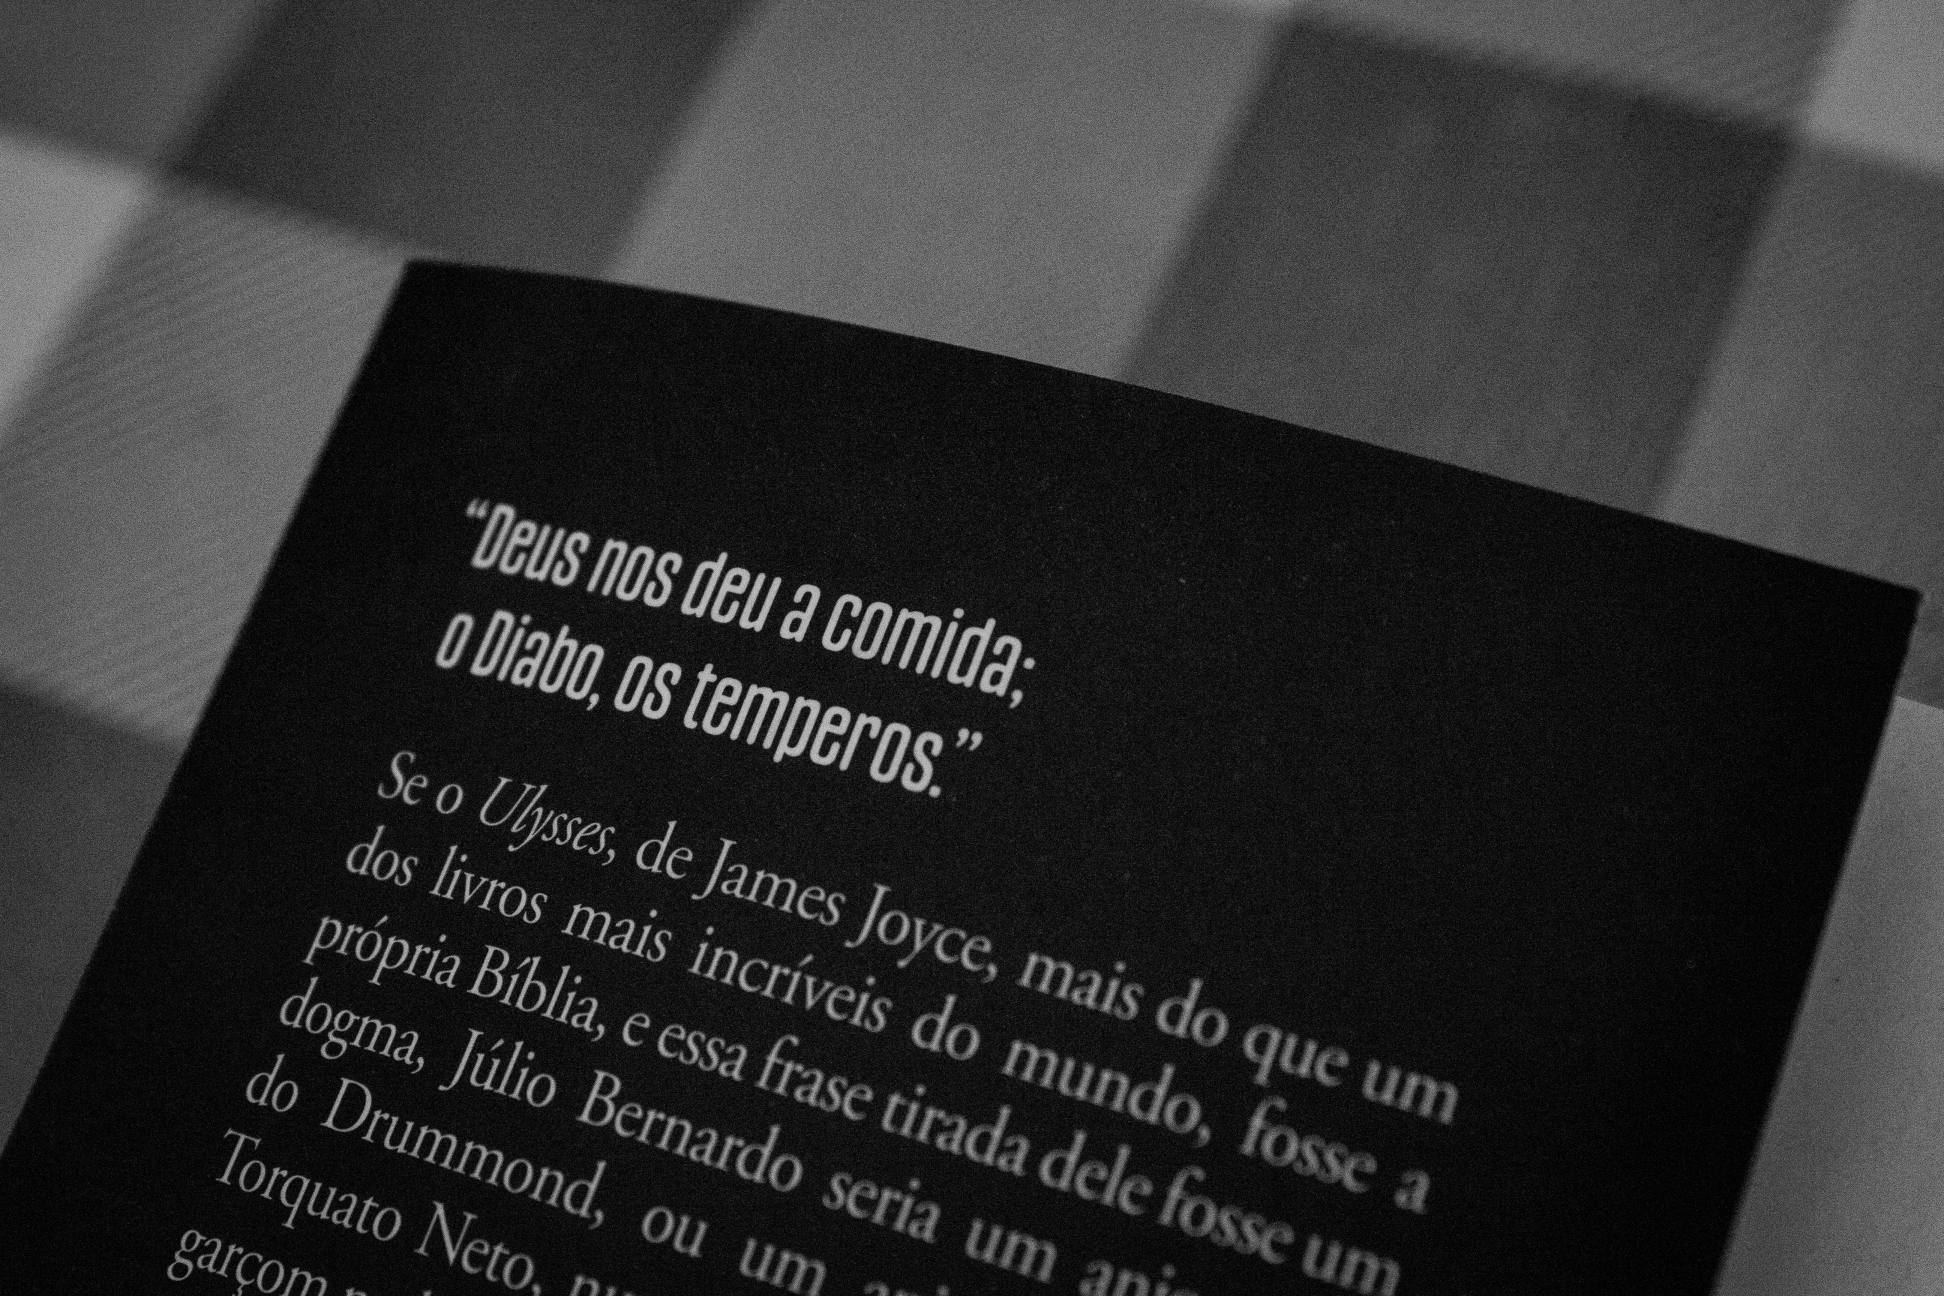 “Deus nos deu a comida;
o Diabo, os temperos.”
Se o Ulysses, de James Joyce, mais do que um
dos livros mais incríveis do mundo, fosse a
própria Bíblia, e essa frase tirada dele fosse um
dogma, Júlio Bernardo seria um
do Drummond, ou um
Torquato Neto,
garçom